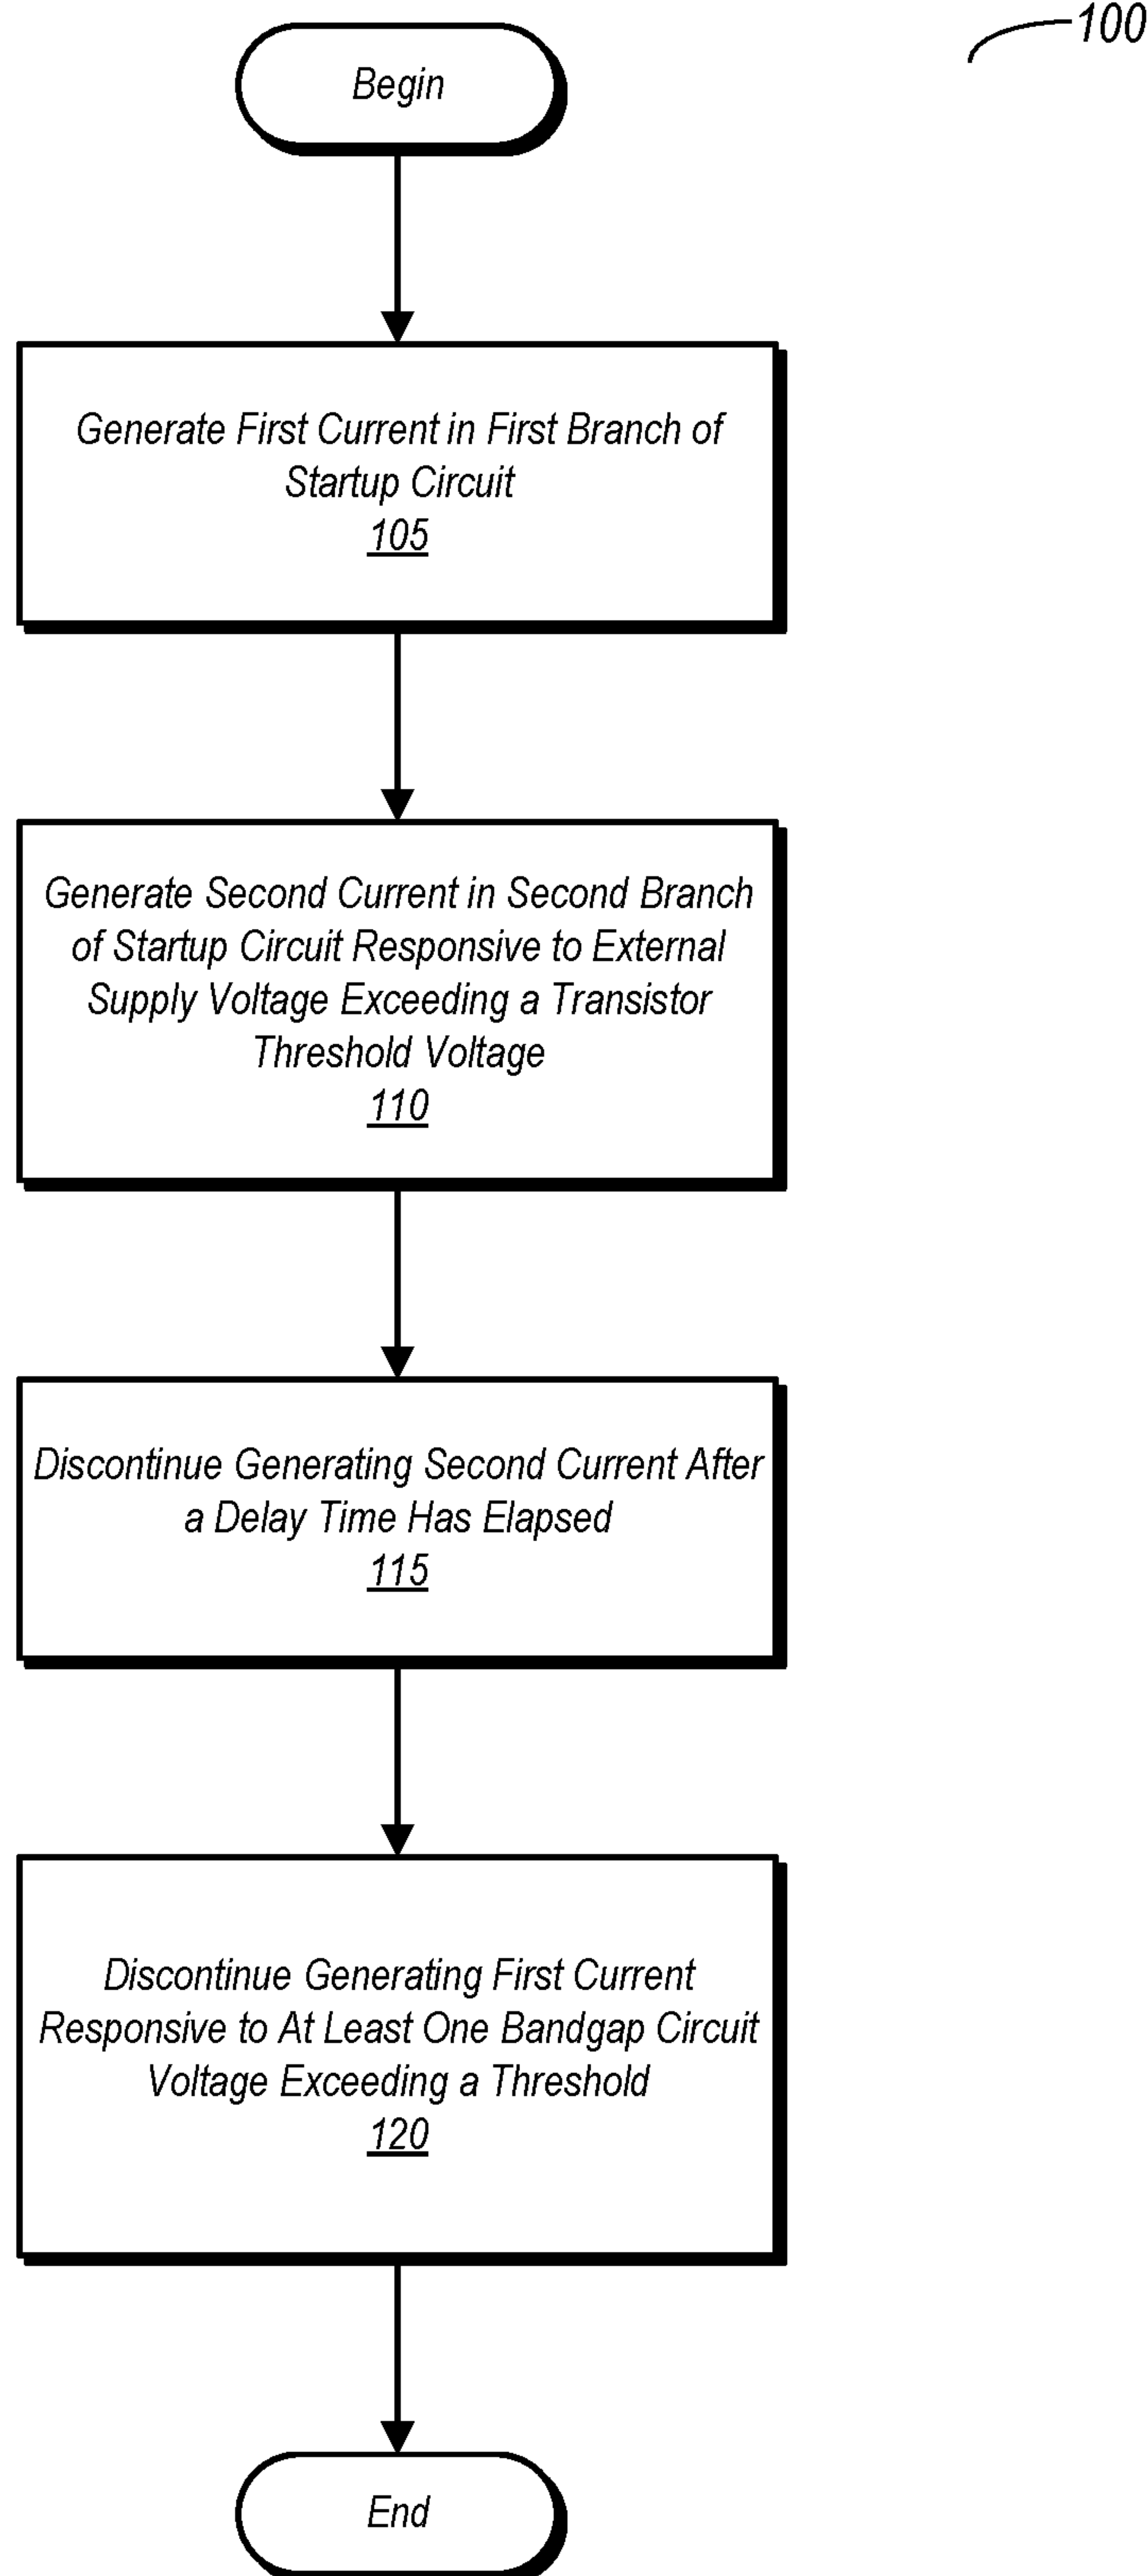 100
Begin
Generate First Current in First Branch of
Startup Circuit
105
Generate Second Current in Second Branch
of Startup Circuit Responsive to External
Supply Voltage Exceeding a Transistor
Threshold Voltage
110
Discontinue Generating Second Current After
a Delay Time Has Elapsed
115
Discontinue Generating First Current
Responsive to At Least One Bandgap Circuit
Voltage Exceeding a Threshold
120
End